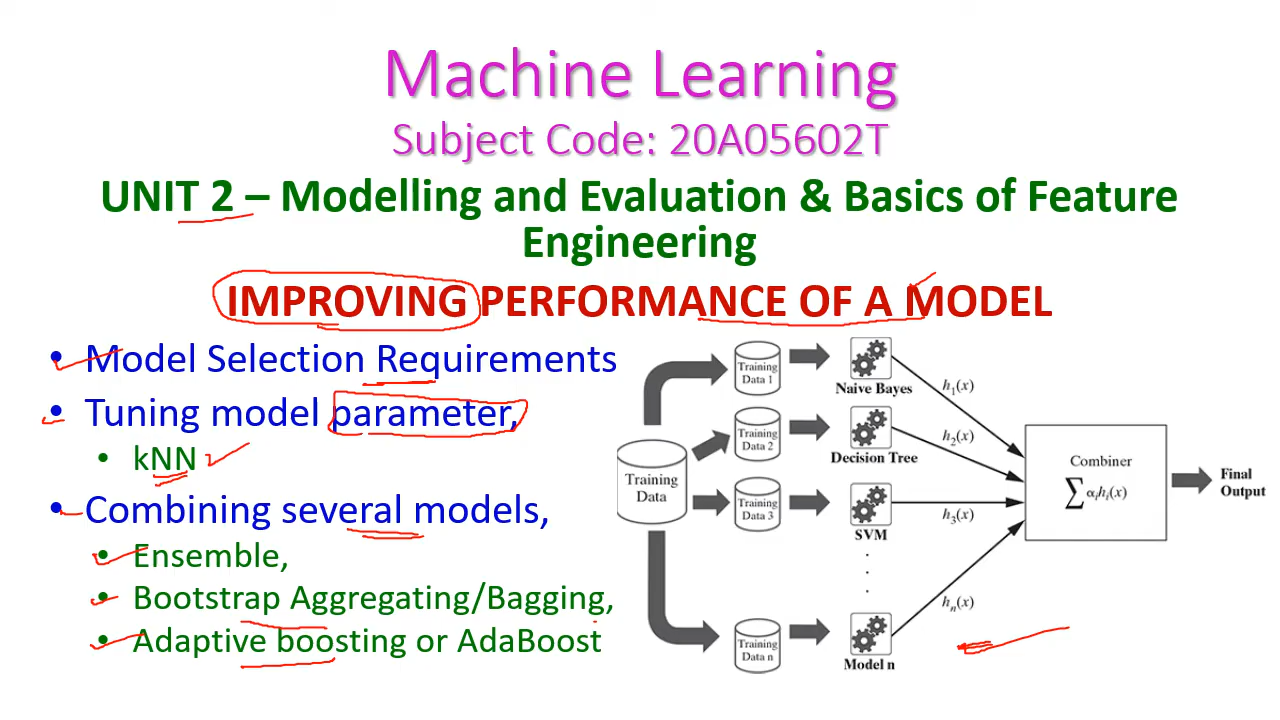 Machine Learning
Subject Code: 20A05602T
UNIT 2 – Modelling and Evaluation & Basics of Feature
Engineering
IMPROVING PERFORMANCE OF A MODEL
• Model Selection Requirements
• Tuning model parameter,
• kNN
• Combining several models,
• Ensemble,
• Bootstrap Aggregating/Bagging,
• Adaptive boosting or AdaBoost
Training
Data
Training
Data 1
Naive Bayes
h₁(x)
Training
Data 2
Decision Tree
h₂(x)
Training
Data 3
SVM
h₃(x)
Training
Data n
Model n
hₙ(x)
Combiner
∑ αᵢhᵢ(x)
Final
Output